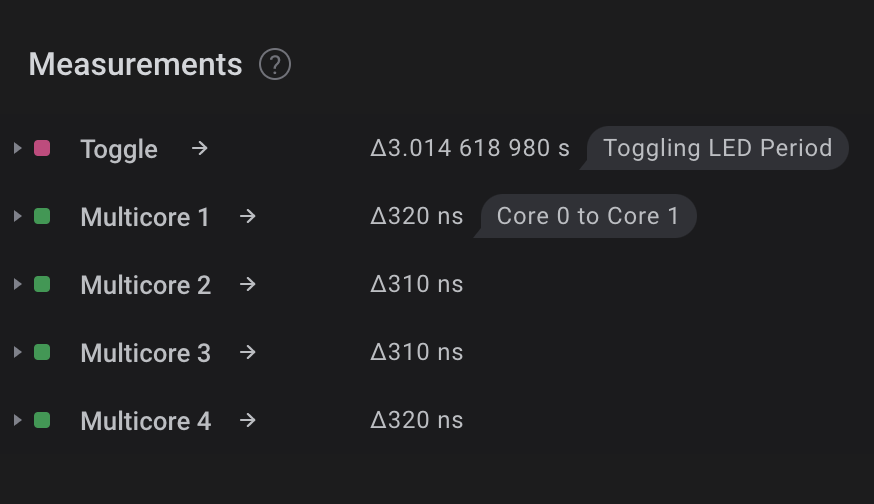 Measurements ?
Toggle → Δ3.014 618 980 s Toggling LED Period
Multicore 1 → Δ320 ns Core 0 to Core 1
Multicore 2 → Δ310 ns
Multicore 3 → Δ310 ns
Multicore 4 → Δ320 ns